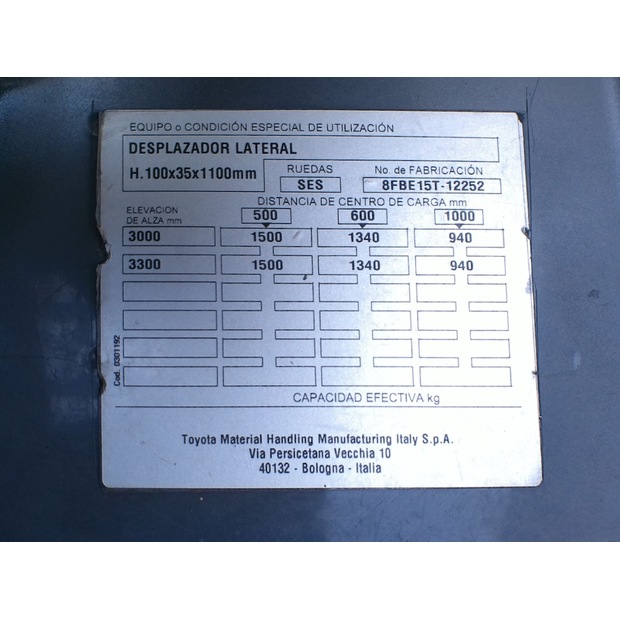 EQUIPO o CONDICIÓN ESPECIAL DE UTILIZACIÓN
DESPLAZADOR LATERAL
H.100x35x1100mm
RUEDAS
SES
No. de FABRICACIÓN
8FBE15T-12252
DISTANCIA DE CENTRO DE CARGA mm
ELEVACION DE ALZA mm
500 600 1000
3000 1500 1340 940
3300 1500 1340 940
CAPACIDAD EFECTIVA kg
Cod. 0301192
Toyota Material Handling Manufacturing Italy S.p.A.
Via Persicetana Vecchia 10
40132 - Bologna - Italia